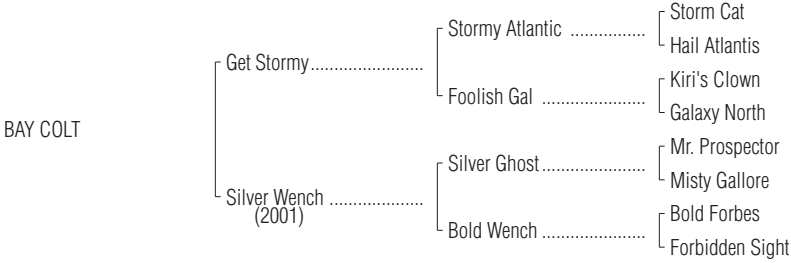 Storm Cat
Stormy Atlantic ................
Hail Atlantis
Get Stormy........................
Kiri's Clown
Foolish Gal ......................
Galaxy North
BAY COLT
Mr. Prospector
Silver Ghost......................
Misty Gallore
Silver Wench ....................
(2001)
Bold Forbes
Bold Wench ......................
Forbidden Sight